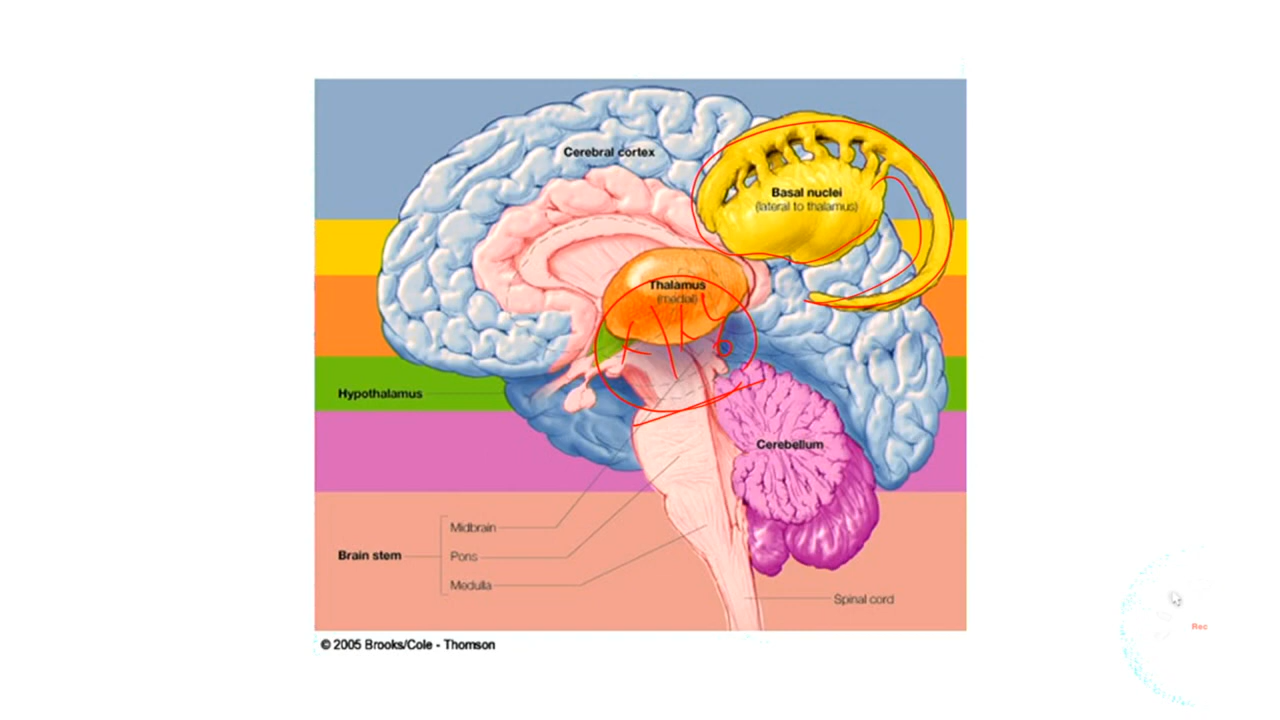 Cerebral cortex
Basal nuclei
(lateral to thalamus)
Thalamus
(medial)
Hypothalamus
Cerebellum
Midbrain
Brain stem
Pons
Medulla
Spinal cord
Rec
© 2005 Brooks/Cole - Thomson